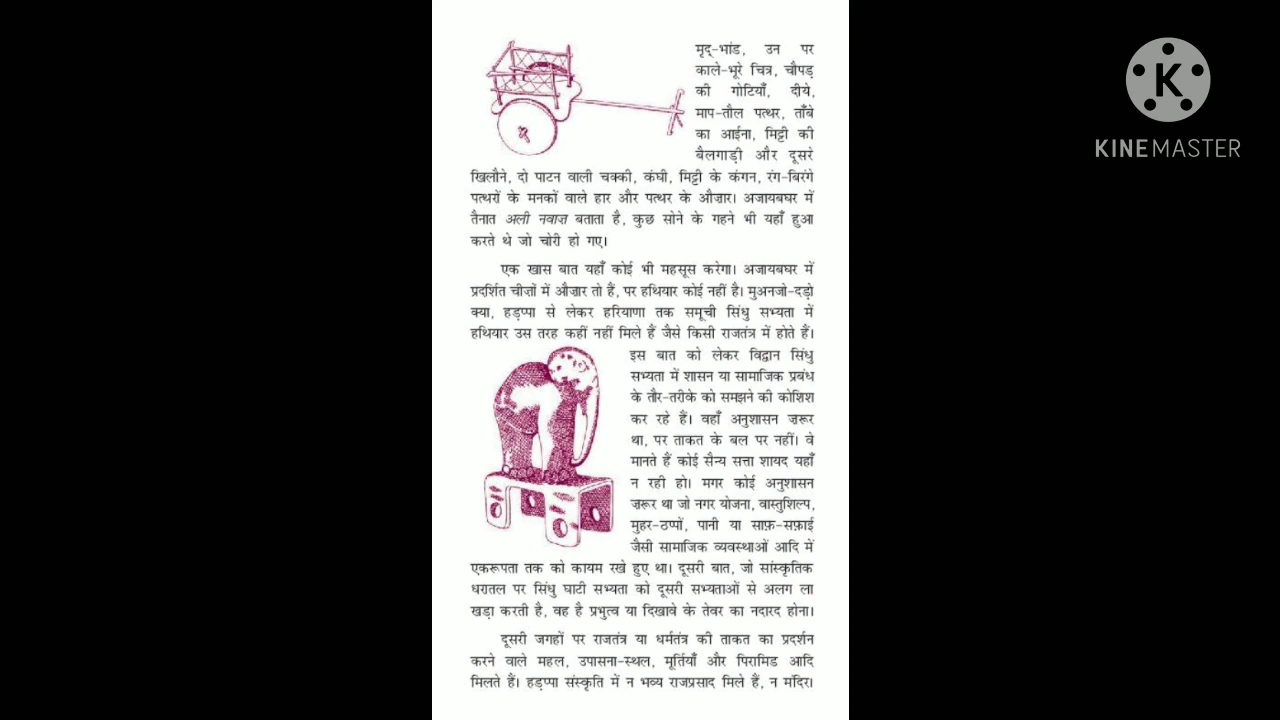 मृद्-भांड, उन पर
काले-भूरे चित्र, चौपड़
की गोटियाँ, दीये,
माप-तौल पत्थर, ताँबे
का आईना, मिट्टी की
बैलगाड़ी और दूसरे
खिलौने, दो पाटन वाली चक्की, कंघी, मिट्टी के कंगन, रंग-बिरंगे
पत्थरों के मनकों वाले हार और पत्थर के औज़ार। अजायबघर में
तैनात अली नवाज़ बताता है, कुछ सोने के गहने भी यहाँ हुआ
करते थे जो चोरी हो गए।
एक खास बात यहाँ कोई भी महसूस करेगा। अजायबघर में
प्रदर्शित चीज़ों में औज़ार तो हैं, पर हथियार कोई नहीं है। मुअनजो-दड़ो
क्या, हड़प्पा से लेकर हरियाणा तक समूची सिंधु सभ्यता में
हथियार उस तरह कहीं नहीं मिले हैं जैसे किसी राजतंत्र में होते हैं।
इस बात को लेकर विद्वान सिंधु
सभ्यता में शासन या सामाजिक प्रबंध
के तौर-तरीके को समझने की कोशिश
कर रहे हैं। वहाँ अनुशासन ज़रूर
था, पर ताकत के बल पर नहीं। वे
मानते हैं कोई सैन्य सत्ता शायद यहाँ
न रही हो। मगर कोई अनुशासन
ज़रूर था जो नगर योजना, वास्तुशिल्प,
मुहर-ठप्पों, पानी या साफ़-सफ़ाई
जैसी सामाजिक व्यवस्थाओं आदि में
एकरूपता तक को कायम रखे हुए था। दूसरी बात, जो सांस्कृतिक
धरातल पर सिंधु घाटी सभ्यता को दूसरी सभ्यताओं से अलग ला
खड़ा करती है, वह है प्रभुत्व या दिखावे के तेवर का नदारद होना।
दूसरी जगहों पर राजतंत्र या धर्मतंत्र की ताकत का प्रदर्शन
करने वाले महल, उपासना-स्थल, मूर्तियाँ और पिरामिड आदि
मिलते हैं। हड़प्पा संस्कृति में न भव्य राजप्रसाद मिले हैं, न मंदिर।
K
KINEMASTER